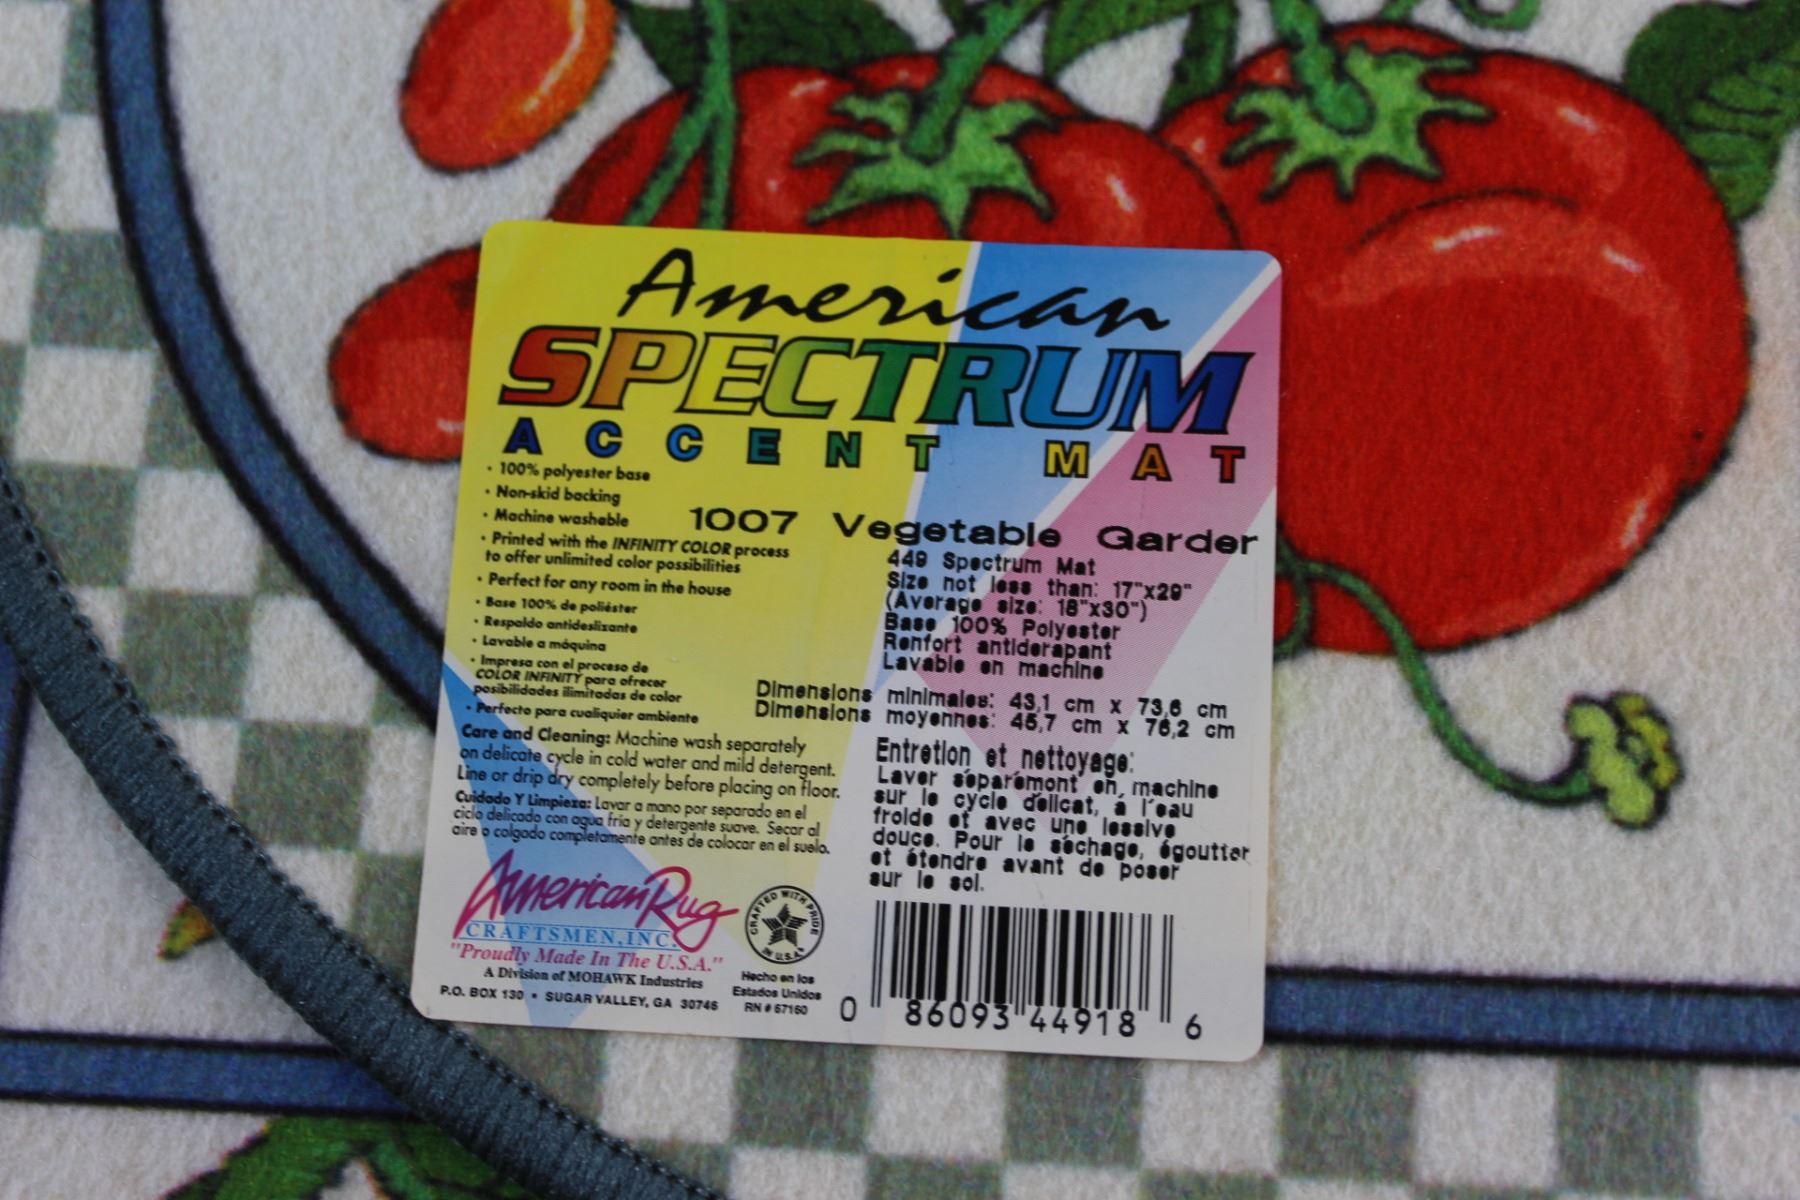 American
SPECTRUM
ACCENT MAT
• 100% polyester base
• Non-skid backing
• Machine washable
• Printed with the INFINITY COLOR process
to offer unlimited color possibilities
• Perfect for any room in the house
• Base 100% de poliéster
• Respaldo antideslizante
• Lavable a máquina
• Impresa con el proceso de
COLOR INFINITY para ofrecer
posibilidades ilimitadas de color
• Perfecto para cualiquier ambiente
1007 Vegetable Garder
449 Spectrum Mat
Size not less than: 17"x29"
(Average size: 18"x30")
Base 100% Polyester
Renfort antiderapant
Lavable en machine
Dimensions minimales: 43,1 cm x 73,6 cm
Dimensions moyennes: 45,7 cm x 76,2 cm
Care and Cleaning: Machine wash separately
on delicate cycle in cold water and mild detergent.
Line or drip dry completely before placing on floor.
Cuidado Y Limpieza: Lavar a mano por separado en el
ciclo delicado con agua fría y detergente suave. Secar al
aire o colgado completamente antes de colocar en el suelo.
Entretien et nettoyage:
Laver séparément en machine
sur le cycle délicat, à l'eau
froide et avec une lessive
douce. Pour le séchage, égoutter
et étendre avant de poser
sur le sol.
American Rug
CRAFTSMEN, INC.
"Proudly Made In The U.S.A."
A Division of MOHAWK Industries
P.O. BOX 130 • SUGAR VALLEY, GA 30746
CRAFTED WITH PRIDE
IN U.S.A.
Hecho en los
Estados Unidos
RN # 67160
0 86093 44918 6